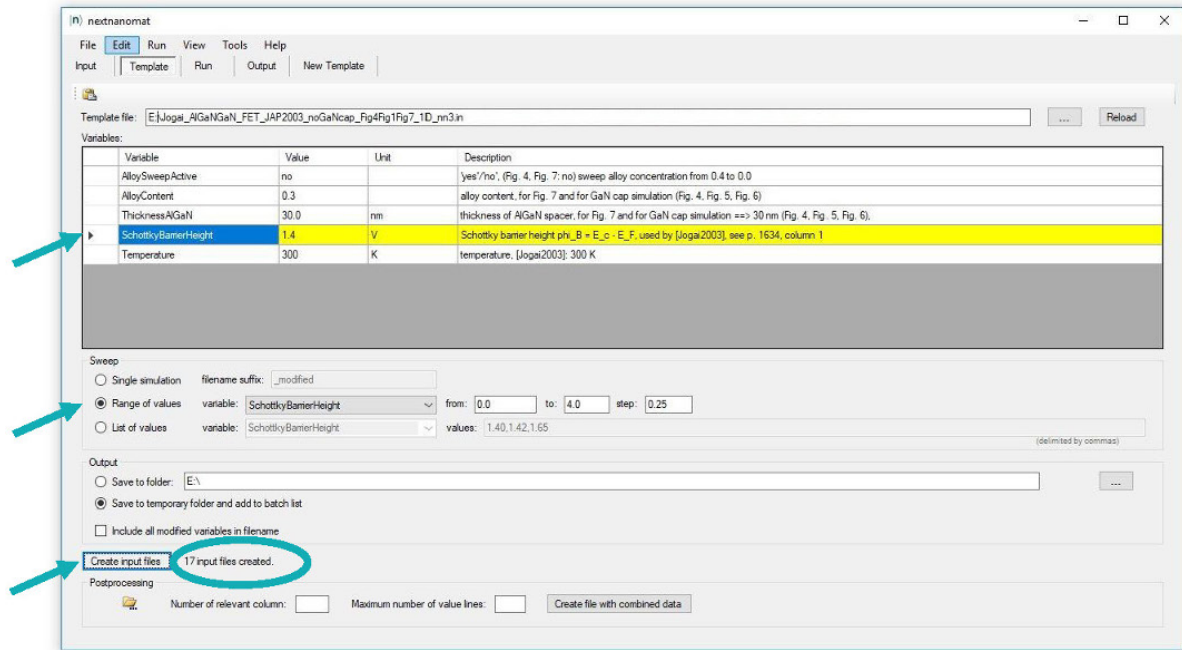 |n⟩ nextnanomat
File Edit Run View Tools Help
Input Template Run Output New Template
Template file: E:\Jogai_AlGaNGaN_FET_JAP2003_noGaNcap_Fig4Fig1Fig7_1D_nn3.in ... Reload
Variables:
Variable Value Unit Description
AlloySweepActive no 'yes'/'no', (Fig. 4, Fig. 7: no) sweep alloy concentration from 0.4 to 0.0
AlloyContent 0.3 alloy content, for Fig. 7 and for GaN cap simulation (Fig. 4, Fig. 5, Fig. 6)
ThicknessAlGaN 30.0 nm thickness of AlGaN spacer, for Fig. 7 and for GaN cap simulation ==> 30 nm (Fig. 4, Fig. 5, Fig. 6),
SchottkyBarrierHeight 1.4 V Schottky barrier height phi_B = E_c - E_F, used by [Jogai2003], see p. 1634, column 1
Temperature 300 K temperature, [Jogai2003]: 300 K
Sweep
Single simulation filename suffix: _modified
Range of values variable: SchottkyBarrierHeight from: 0.0 to: 4.0 step: 0.25
List of values variable: SchottkyBarrierHeight values: 1.40,1.42,1.65
(delimited by commas)
Output
Save to folder: E:\ ...
Save to temporary folder and add to batch list
Include all modified variables in filename
Create input files 17 input files created.
Postprocessing
Number of relevant column: Maximum number of value lines: Create file with combined data